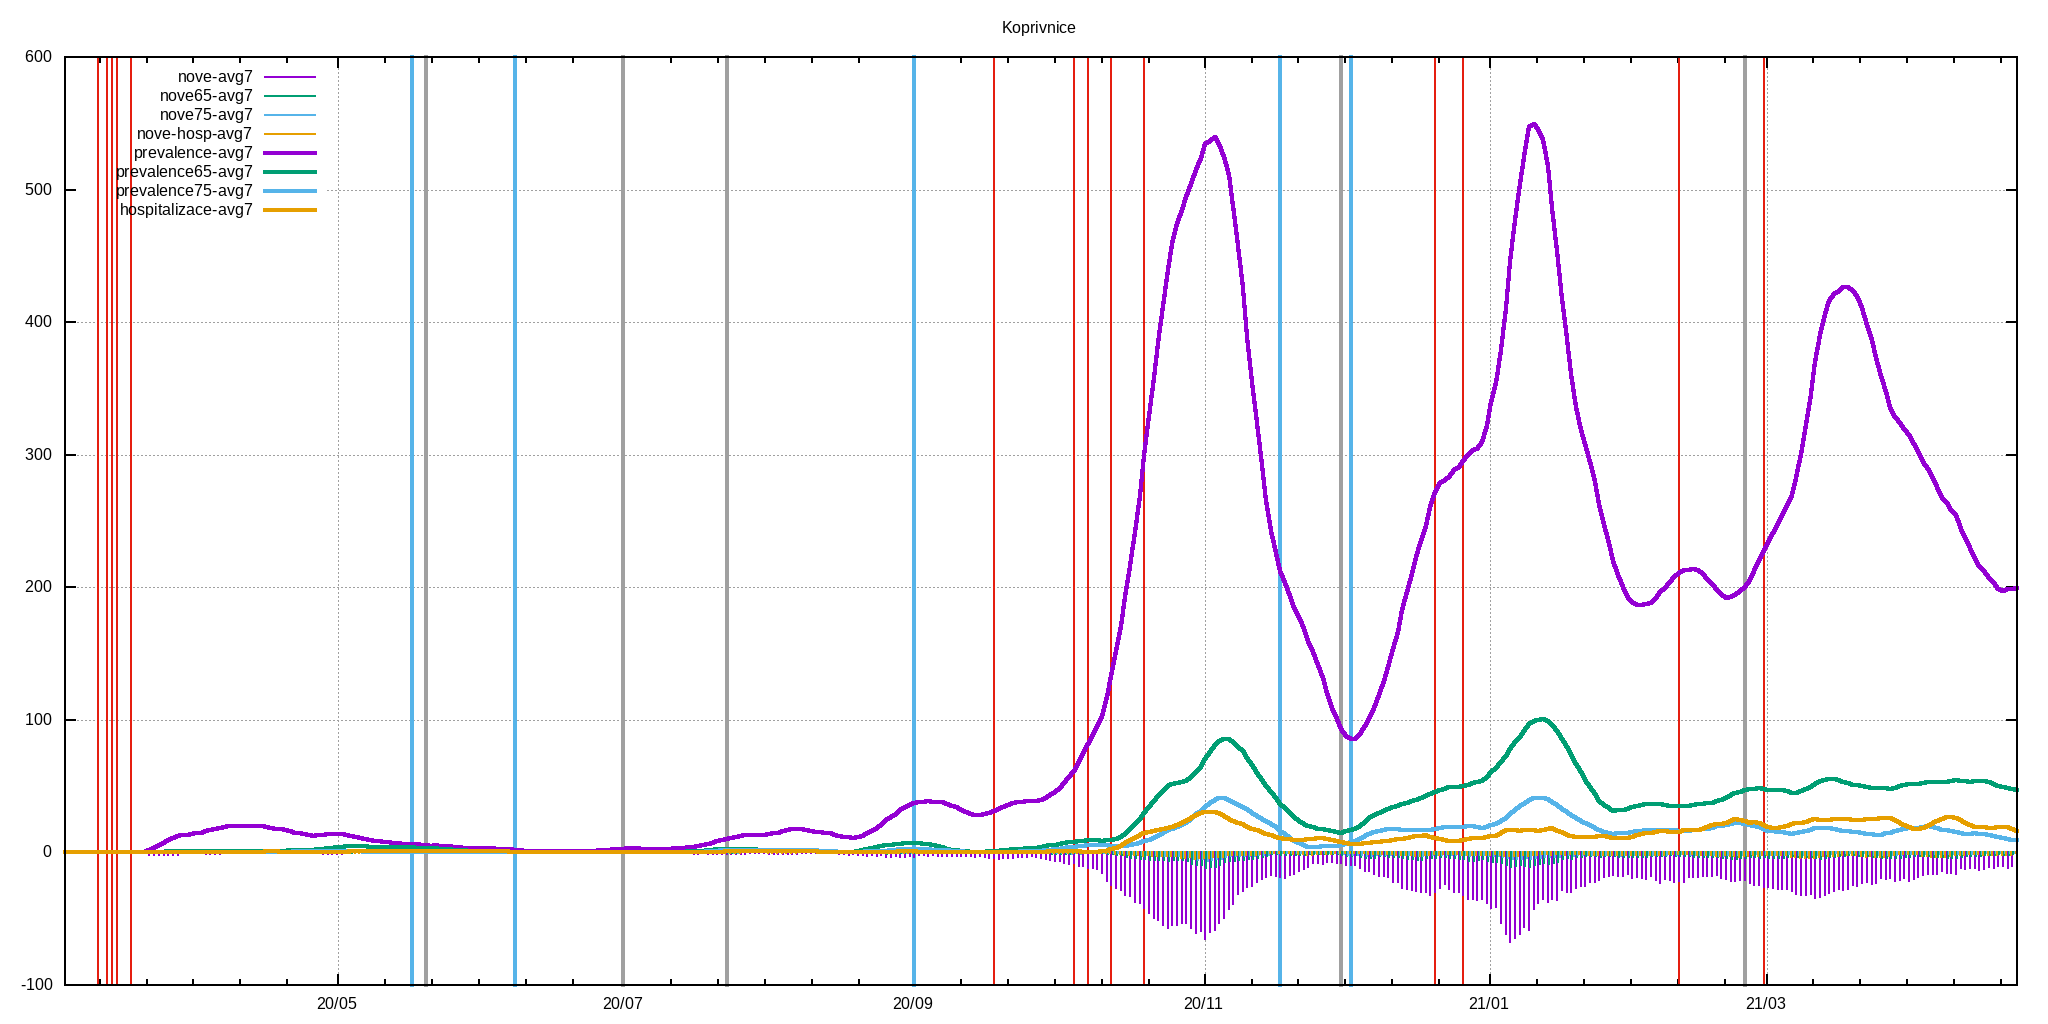 Koprivnice
600
500
400
300
200
100
0
-100
nove-avg7
nove65-avg7
nove75-avg7
nove-hosp-avg7
prevalence-avg7
prevalence65-avg7
prevalence75-avg7
hospitalizace-avg7
20/05 20/07 20/09 20/11 21/01 21/03